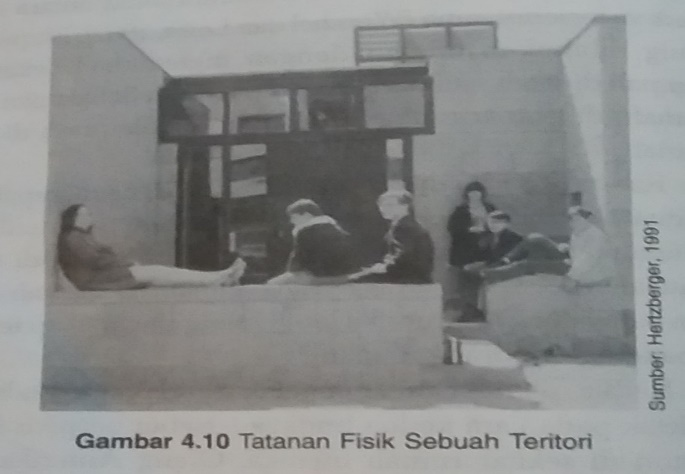 Sumber: Hertzberger, 1991
Gambar 4.10 Tatanan Fisik Sebuah Teritori